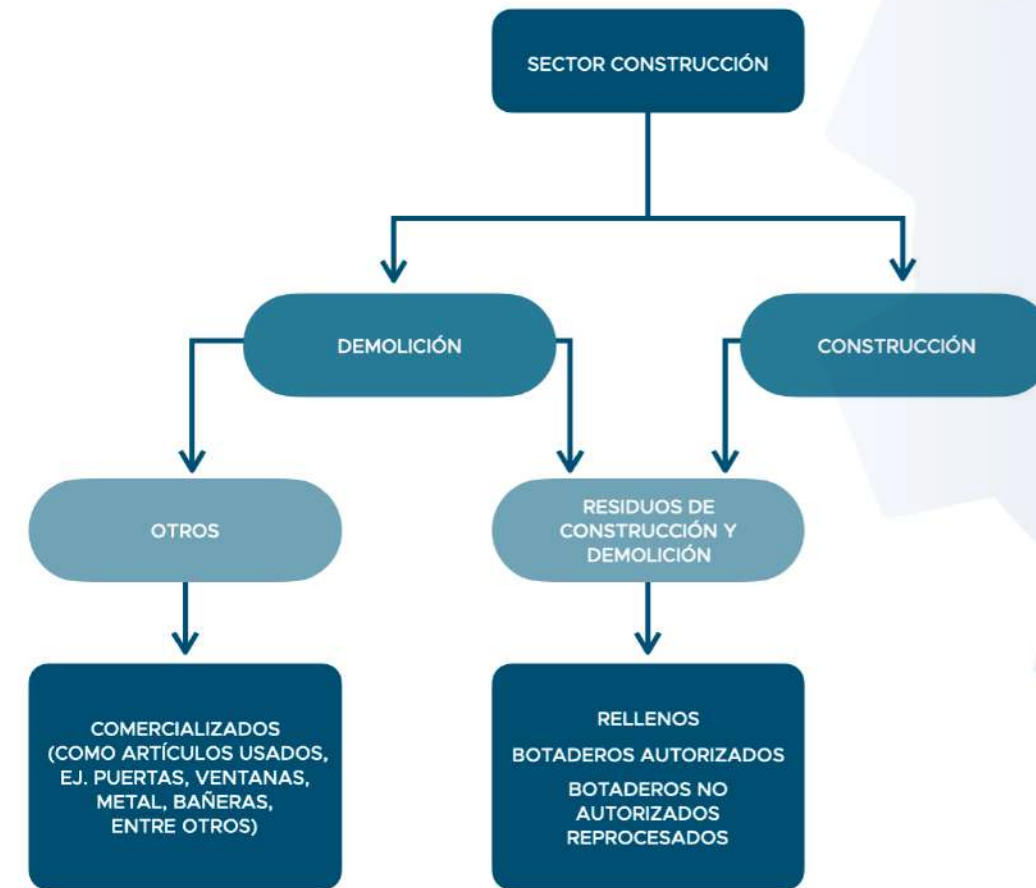 SECTOR CONSTRUCCIÓN
DEMOLICIÓN
CONSTRUCCIÓN
OTROS
RESIDUOS DE
CONSTRUCCIÓN Y
DEMOLICIÓN
COMERCIALIZADOS
(COMO ARTÍCULOS USADOS,
EJ. PUERTAS, VENTANAS,
METAL, BAÑERAS,
ENTRE OTROS)
RELLENOS
BOTADEROS AUTORIZADOS
BOTADEROS NO
AUTORIZADOS
REPROCESADOS